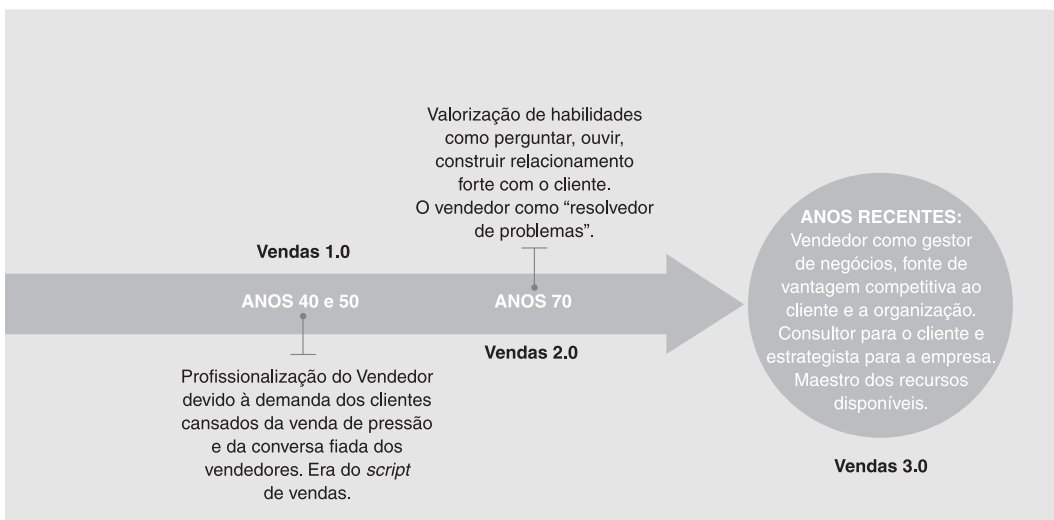 Vendas 1.0
ANOS 40 e 50
Profissionalização do Vendedor
devido à demanda dos clientes
cansados da venda de pressão
e da conversa fiada dos
vendedores. Era do script
de vendas.
Valorização de habilidades
como perguntar, ouvir,
construir relacionamento
forte com o cliente.
O vendedor como “resolvedor
de problemas”.
ANOS 70
Vendas 2.0
ANOS RECENTES:
Vendedor como gestor
de negócios, fonte de
vantagem competitiva ao
cliente e a organização.
Consultor para o cliente e
estrategista para a empresa.
Maestro dos recursos
disponíveis.
Vendas 3.0